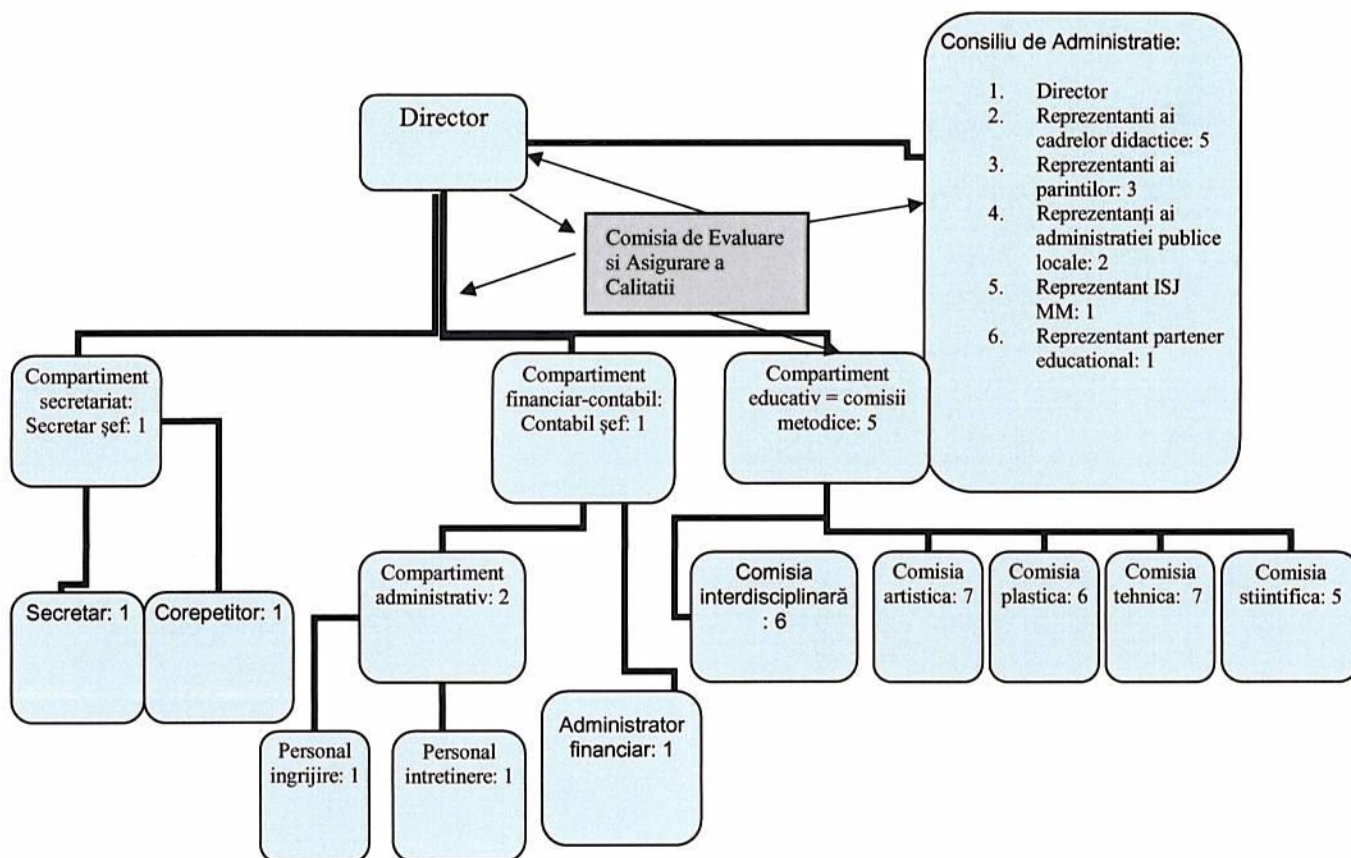 Consiliu de Administratie:
1. Director
2. Reprezentanti ai
cadrelor didactice: 5
3. Reprezentanti ai
parintilor: 3
4. Reprezentanți ai
administratiei publice
locale: 2
5. Reprezentant ISJ
MM: 1
6. Reprezentant partener
educational: 1
Director
Comisia de Evaluare
si Asigurare a
Calitatii
Compartiment
secretariat:
Secretar șef: 1
Compartiment
financiar-contabil:
Contabil șef: 1
Compartiment
educativ = comisii
metodice: 5
Secretar: 1
Corepetitor: 1
Compartiment
administrativ: 2
Comisia
interdisciplinară
: 6
Comisia
artistica: 7
Comisia
plastica: 6
Comisia
tehnica: 7
Comisia
stiintifica: 5
Personal
ingrijire: 1
Personal
intretinere: 1
Administrator
financiar: 1